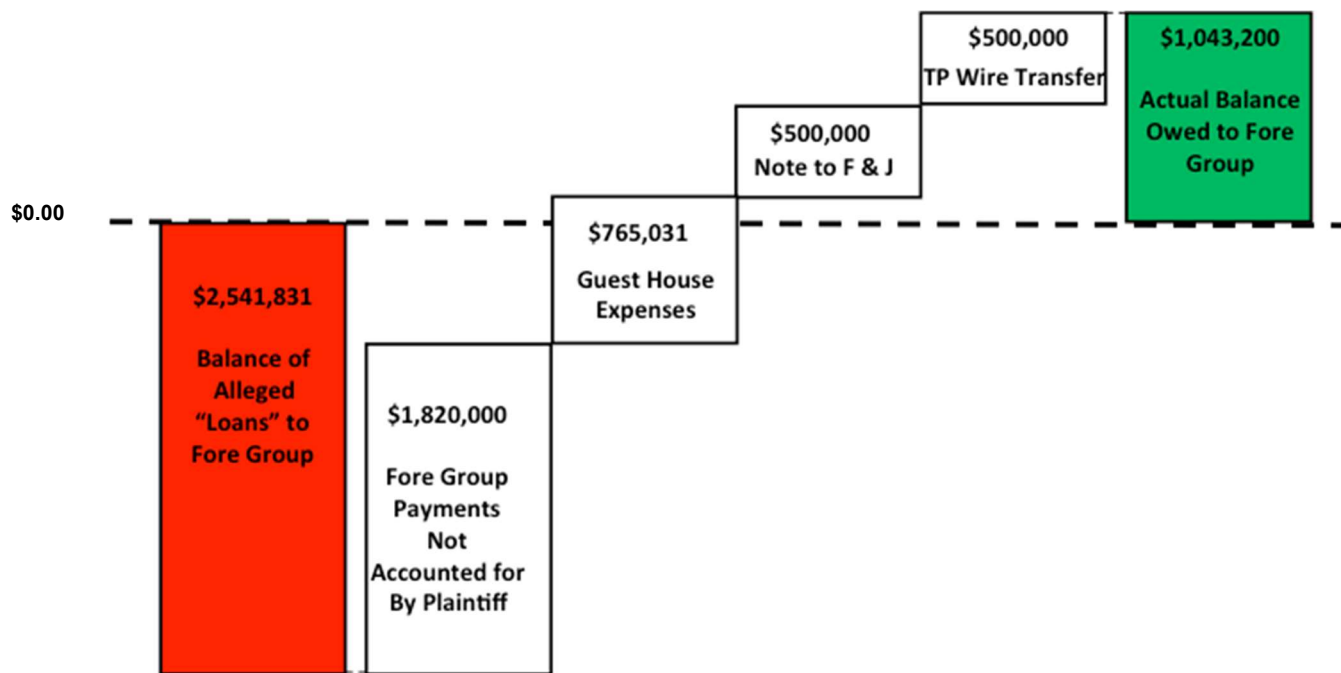 $0.00
$2,541,831
Balance of
Alleged
“Loans” to
Fore Group
$1,820,000
Fore Group
Payments
Not
Accounted for
By Plaintiff
$765,031
Guest House
Expenses
$500,000
Note to F & J
$500,000
TP Wire Transfer
$1,043,200
Actual Balance
Owed to Fore
Group